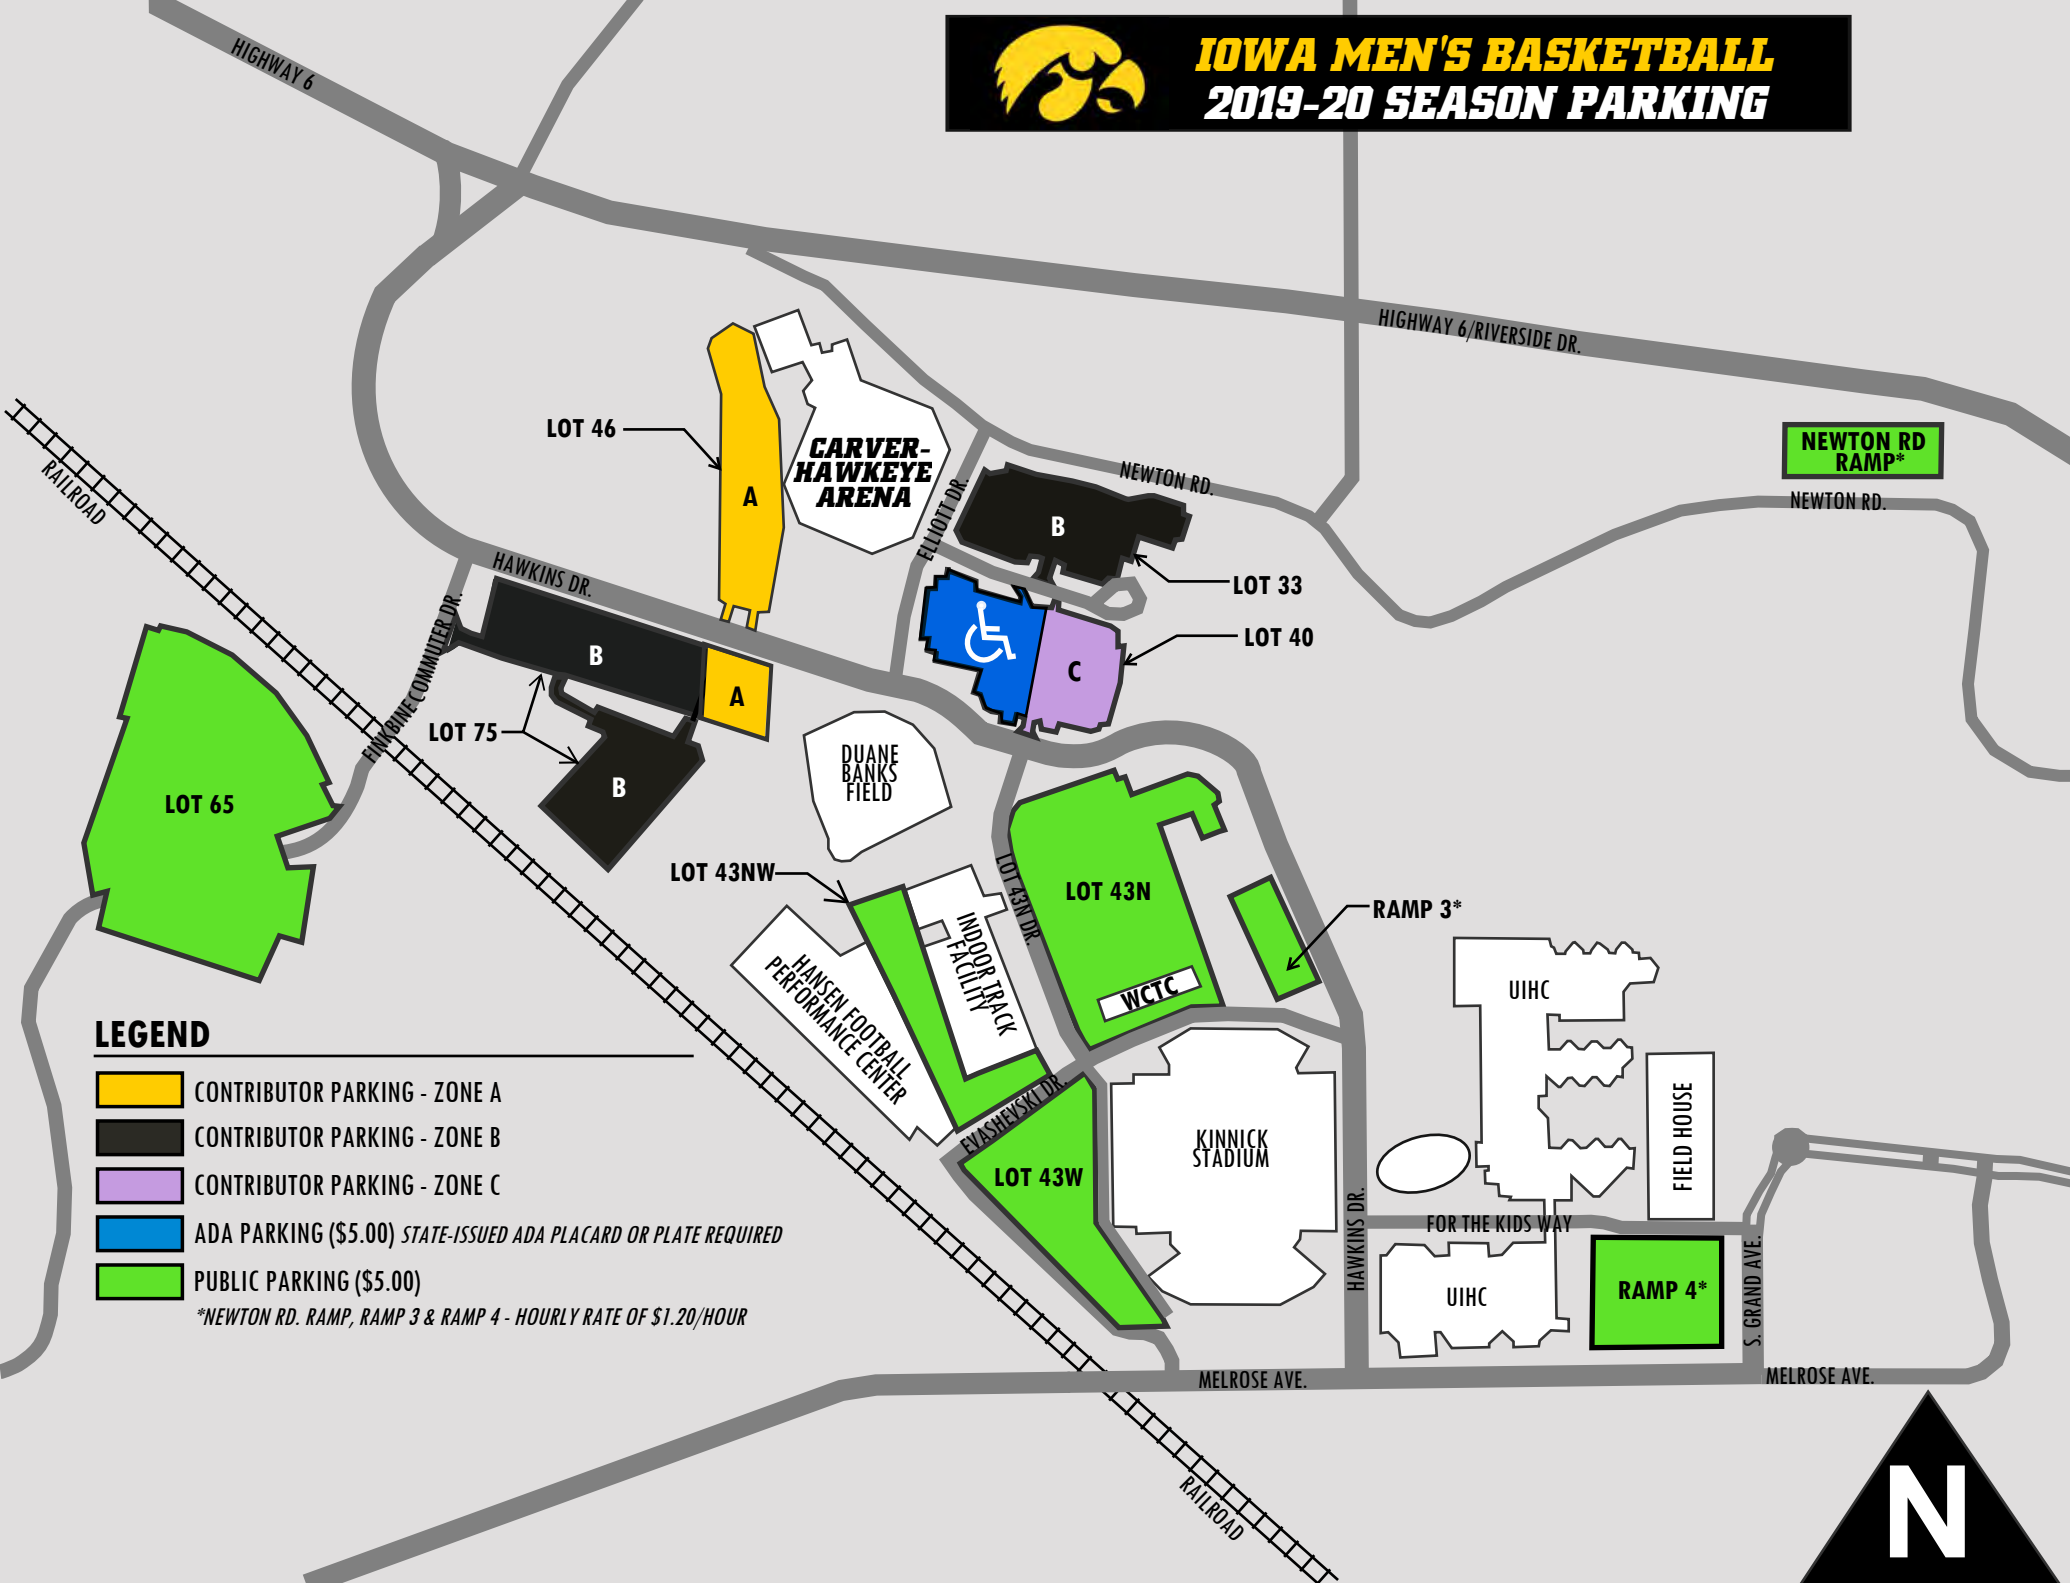 IOWA MEN'S BASKETBALL
2019-20 SEASON PARKING
HIGHWAY 6
HIGHWAY 6/RIVERSIDE DR.
NEWTON RD
RAMP*
NEWTON RD.
LOT 46
A
CARVER-
HAWKEYE
ARENA
NEWTON RD.
ELLIOTT DR.
B
LOT 33
RAILROAD
HAWKINS DR.
LOT 40
C
B
A
FINKBINE COMMUTER DR.
LOT 75
B
LOT 65
DUANE
BANKS
FIELD
LOT 43NW
LOT 43N DR.
LOT 43N
RAMP 3*
WCTC
INDOOR TRACK
FACILITY
HANSEN FOOTBALL
PERFORMANCE CENTER
UIHC
FIELD HOUSE
EVASHEVSKI DR.
LOT 43W
KINNICK
STADIUM
HAWKINS DR.
FOR THE KIDS WAY
UIHC
RAMP 4*
S. GRAND AVE.
MELROSE AVE.
MELROSE AVE.
RAILROAD
LEGEND
CONTRIBUTOR PARKING - ZONE A
CONTRIBUTOR PARKING - ZONE B
CONTRIBUTOR PARKING - ZONE C
ADA PARKING ($5.00) STATE-ISSUED ADA PLACARD OR PLATE REQUIRED
PUBLIC PARKING ($5.00)
*NEWTON RD. RAMP, RAMP 3 & RAMP 4 - HOURLY RATE OF $1.20/HOUR
N